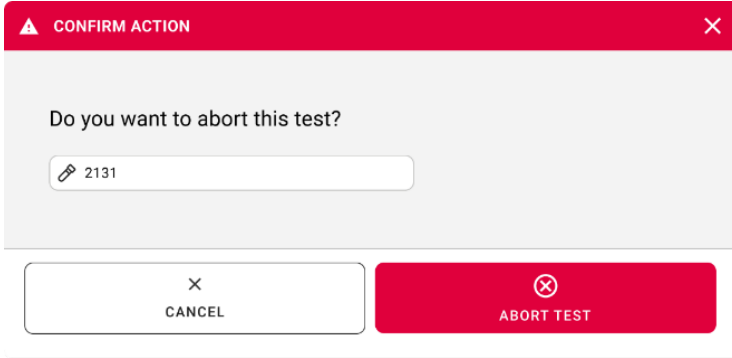 CONFIRM ACTION
Do you want to abort this test?
2131
CANCEL
ABORT TEST